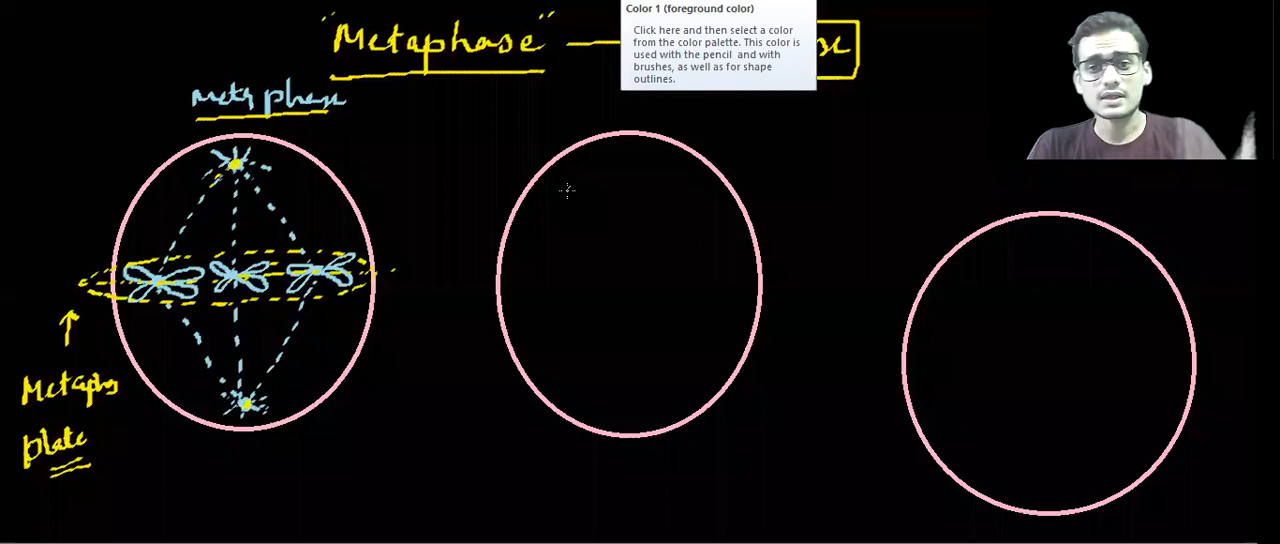 "Metaphase" —
Color 1 (foreground color)
Click here and then select a color
from the color palette. This color is
used with the pencil and with
brushes, as well as for shape
outlines.
Metaphase
Metaphs
plate